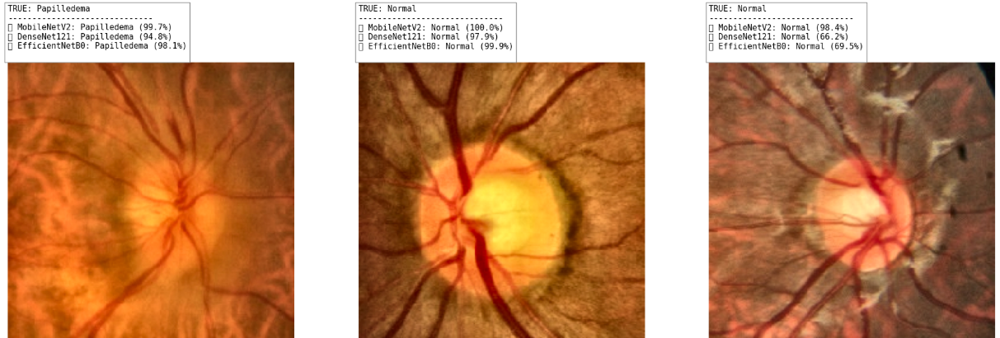 TRUE: Papilledema
------------------------------
▯ MobileNetV2: Papilledema (99.7%)
▯ DenseNet121: Papilledema (94.8%)
▯ EfficientNetB0: Papilledema (98.1%)
TRUE: Normal
------------------------------
▯ MobileNetV2: Normal (100.0%)
▯ DenseNet121: Normal (97.9%)
▯ EfficientNetB0: Normal (99.9%)
TRUE: Normal
------------------------------
▯ MobileNetV2: Normal (98.4%)
▯ DenseNet121: Normal (66.2%)
▯ EfficientNetB0: Normal (69.5%)